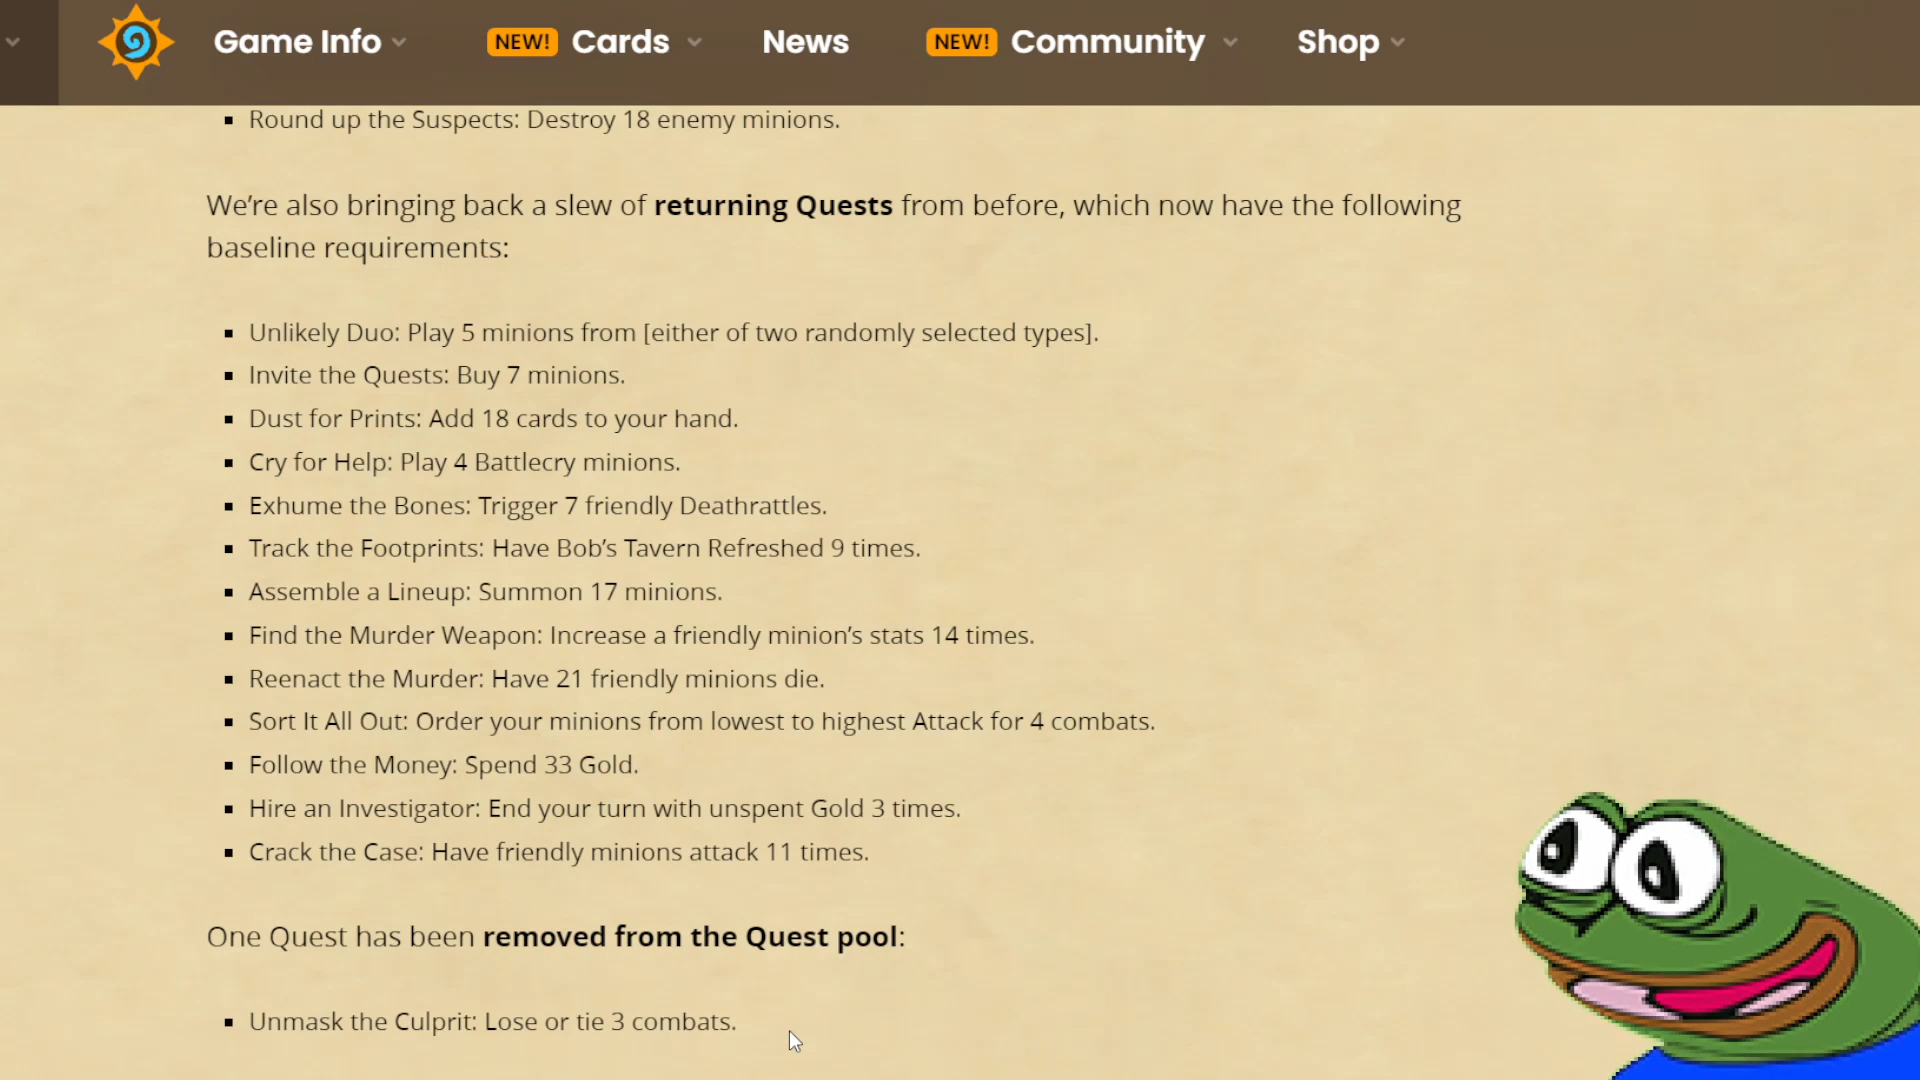 Game Info NEW! Cards News NEW! Community Shop
Round up the Suspects: Destroy 18 enemy minions.
We’re also bringing back a slew of returning Quests from before, which now have the following
baseline requirements:
Unlikely Duo: Play 5 minions from [either of two randomly selected types].
Invite the Quests: Buy 7 minions.
Dust for Prints: Add 18 cards to your hand.
Cry for Help: Play 4 Battlecry minions.
Exhume the Bones: Trigger 7 friendly Deathrattles.
Track the Footprints: Have Bob’s Tavern Refreshed 9 times.
Assemble a Lineup: Summon 17 minions.
Find the Murder Weapon: Increase a friendly minion’s stats 14 times.
Reenact the Murder: Have 21 friendly minions die.
Sort It All Out: Order your minions from lowest to highest Attack for 4 combats.
Follow the Money: Spend 33 Gold.
Hire an Investigator: End your turn with unspent Gold 3 times.
Crack the Case: Have friendly minions attack 11 times.
One Quest has been removed from the Quest pool:
Unmask the Culprit: Lose or tie 3 combats.